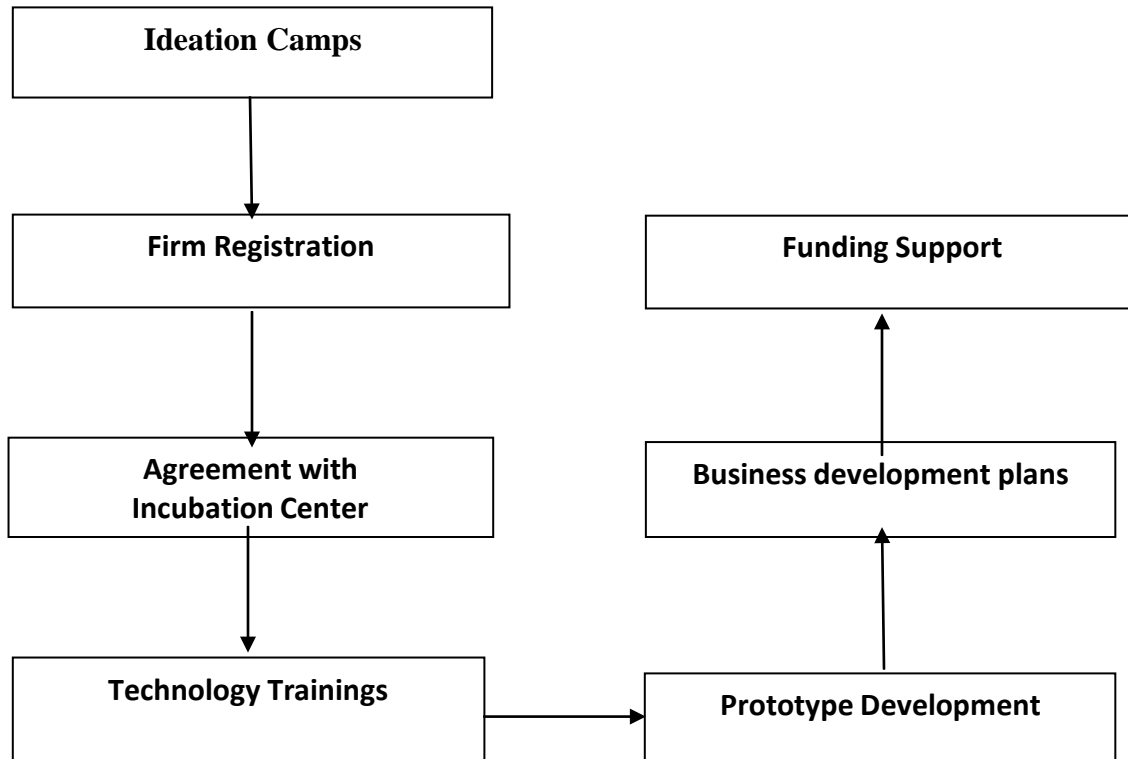 Ideation Camps
Firm Registration
Agreement with
Incubation Center
Technology Trainings
Prototype Development
Business development plans
Funding Support